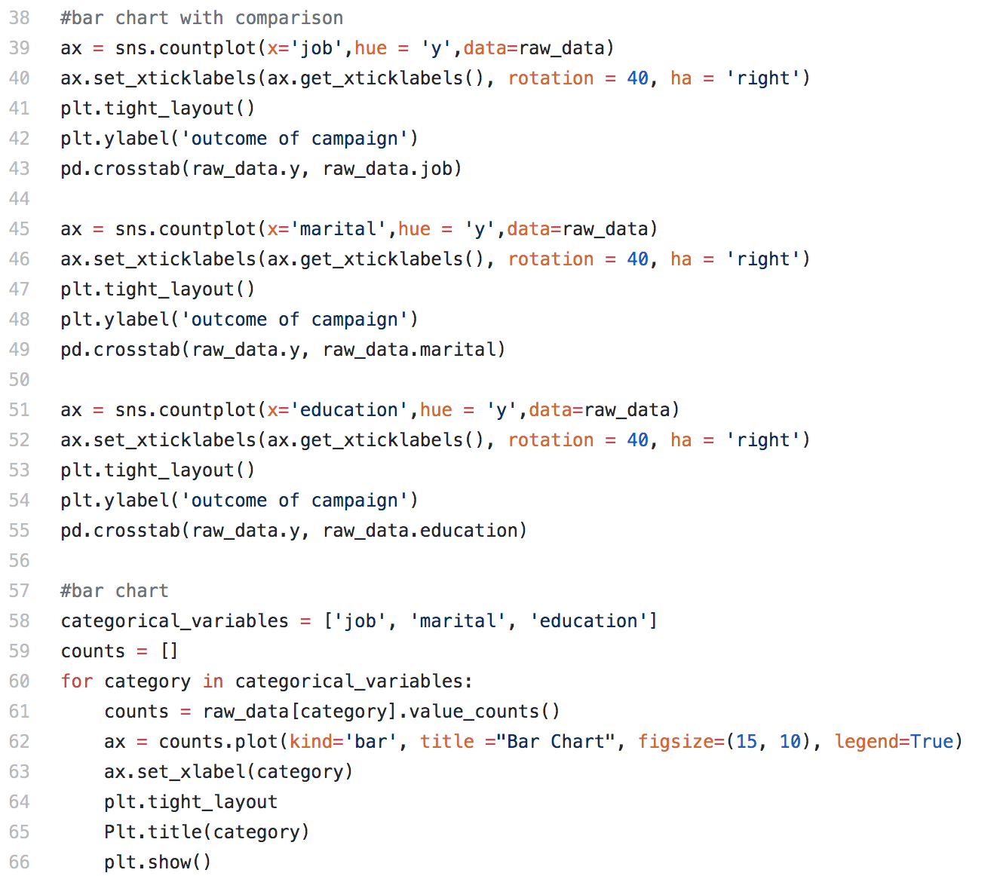 38 #bar chart with comparison
39 ax = sns.countplot(x='job',hue = 'y',data=raw_data)
40 ax.set_xticklabels(ax.get_xticklabels(), rotation = 40, ha = 'right')
41 plt.tight_layout()
42 plt.ylabel('outcome of campaign')
43 pd.crosstab(raw_data.y, raw_data.job)
44
45 ax = sns.countplot(x='marital',hue = 'y',data=raw_data)
46 ax.set_xticklabels(ax.get_xticklabels(), rotation = 40, ha = 'right')
47 plt.tight_layout()
48 plt.ylabel('outcome of campaign')
49 pd.crosstab(raw_data.y, raw_data.marital)
50
51 ax = sns.countplot(x='education',hue = 'y',data=raw_data)
52 ax.set_xticklabels(ax.get_xticklabels(), rotation = 40, ha = 'right')
53 plt.tight_layout()
54 plt.ylabel('outcome of campaign')
55 pd.crosstab(raw_data.y, raw_data.education)
56
57 #bar chart
58 categorical_variables = ['job', 'marital', 'education']
59 counts = []
60 for category in categorical_variables:
61     counts = raw_data[category].value_counts()
62     ax = counts.plot(kind='bar', title ="Bar Chart", figsize=(15, 10), legend=True)
63     ax.set_xlabel(category)
64     plt.tight_layout
65     Plt.title(category)
66     plt.show()